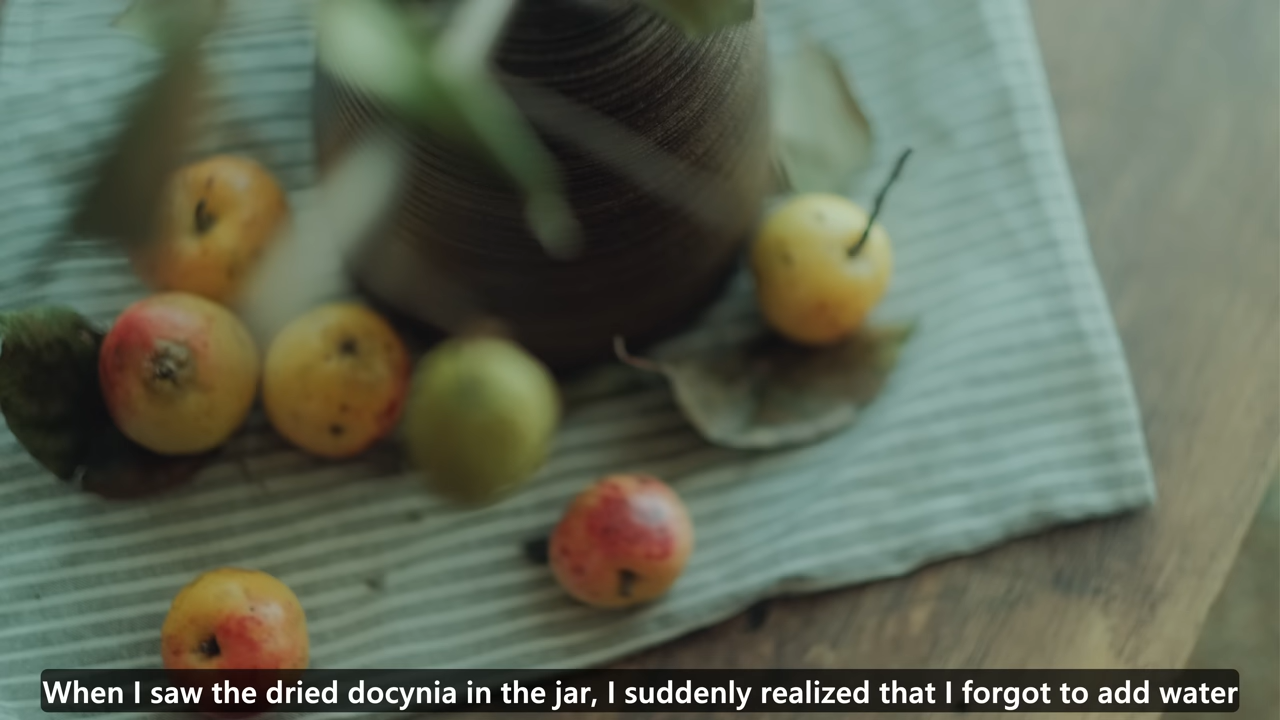 When I saw the dried docynia in the jar, I suddenly realized that I forgot to add water